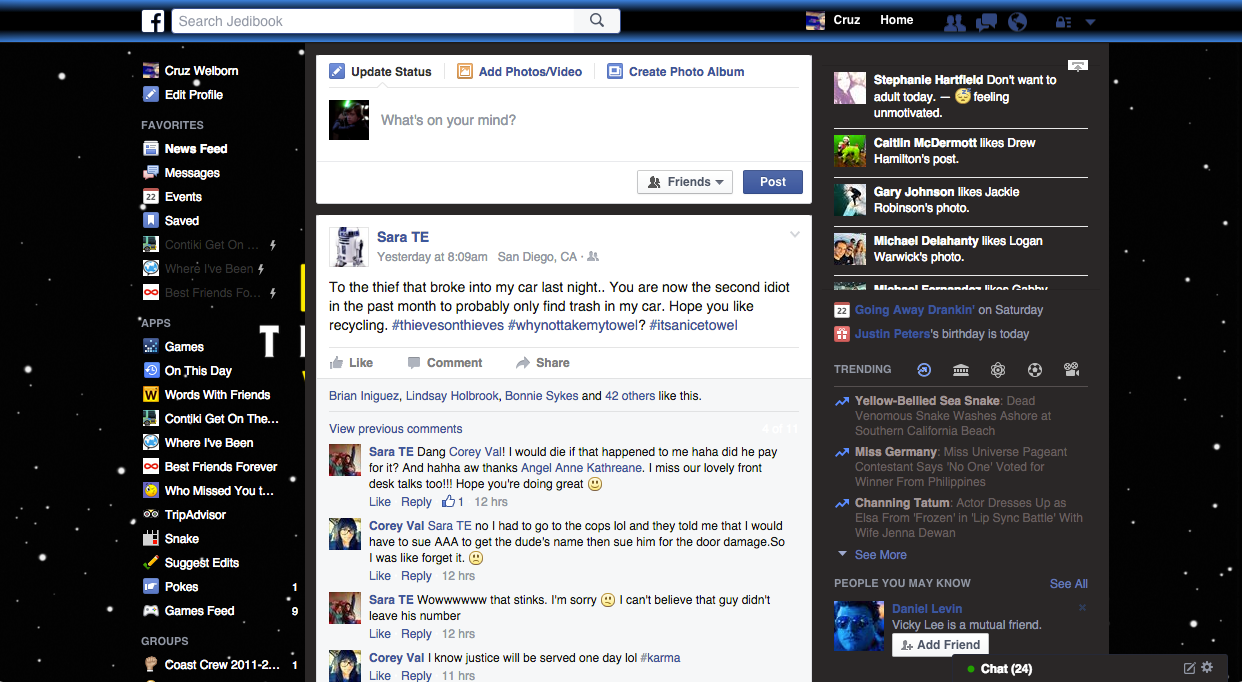 Search Jedibook
Cruz
Home
Cruz Welborn
Edit Profile
FAVORITES
News Feed
Messages
22 Events
Saved
Contiki Get On ...
Where I've Been
Best Friends Fo...
APPS
Games
On This Day
W Words With Friends
Contiki Get On The...
Where I've Been
Best Friends Forever
Who Missed You t...
TripAdvisor
Snake
Suggest Edits
Pokes 1
Games Feed 9
GROUPS
Coast Crew 2011-2... 1
T
Update Status
Add Photos/Video
Create Photo Album
What's on your mind?
Friends
Post
Sara TE
Yesterday at 8:09am San Diego, CA ·
To the thief that broke into my car last night.. You are now the second idiot
in the past month to probably only find trash in my car. Hope you like
recycling. #thievesonthieves #whynottakemytowel? #itsanicetowel
Like Comment Share
Brian Iniguez, Lindsay Holbrook, Bonnie Sykes and 42 others like this.
View previous comments 4 of 11
Sara TE Dang Corey Val! I would die if that happened to me haha did he pay
for it? And hahha aw thanks Angel Anne Kathreane. I miss our lovely front
desk talks too!!! Hope you're doing great
Like Reply 1 12 hrs
Corey Val Sara TE no I had to go to the cops lol and they told me that I would
have to sue AAA to get the dude's name then sue him for the door damage.So
I was like forget it.
Like Reply 12 hrs
Sara TE Wowwwwww that stinks. I'm sorry I can't believe that guy didn't
leave his number
Like Reply 12 hrs
Corey Val I know justice will be served one day lol #karma
Like Reply 11 hrs
Stephanie Hartfield Don't want to
adult today. — feeling
unmotivated.
Caitlin McDermott likes Drew
Hamilton's post.
Gary Johnson likes Jackie
Robinson's photo.
Michael Delahanty likes Logan
Warwick's photo.
Michael Fernandez likes Gabby
22 Going Away Drankin' on Saturday
Justin Peters's birthday is today
TRENDING
Yellow-Bellied Sea Snake: Dead
Venomous Snake Washes Ashore at
Southern California Beach
Miss Germany: Miss Universe Pageant
Contestant Says 'No One' Voted for
Winner From Philippines
Channing Tatum: Actor Dresses Up as
Elsa From 'Frozen' in 'Lip Sync Battle' With
Wife Jenna Dewan
See More
PEOPLE YOU MAY KNOW See All
Daniel Levin
Vicky Lee is a mutual friend.
Add Friend
Chat (24)